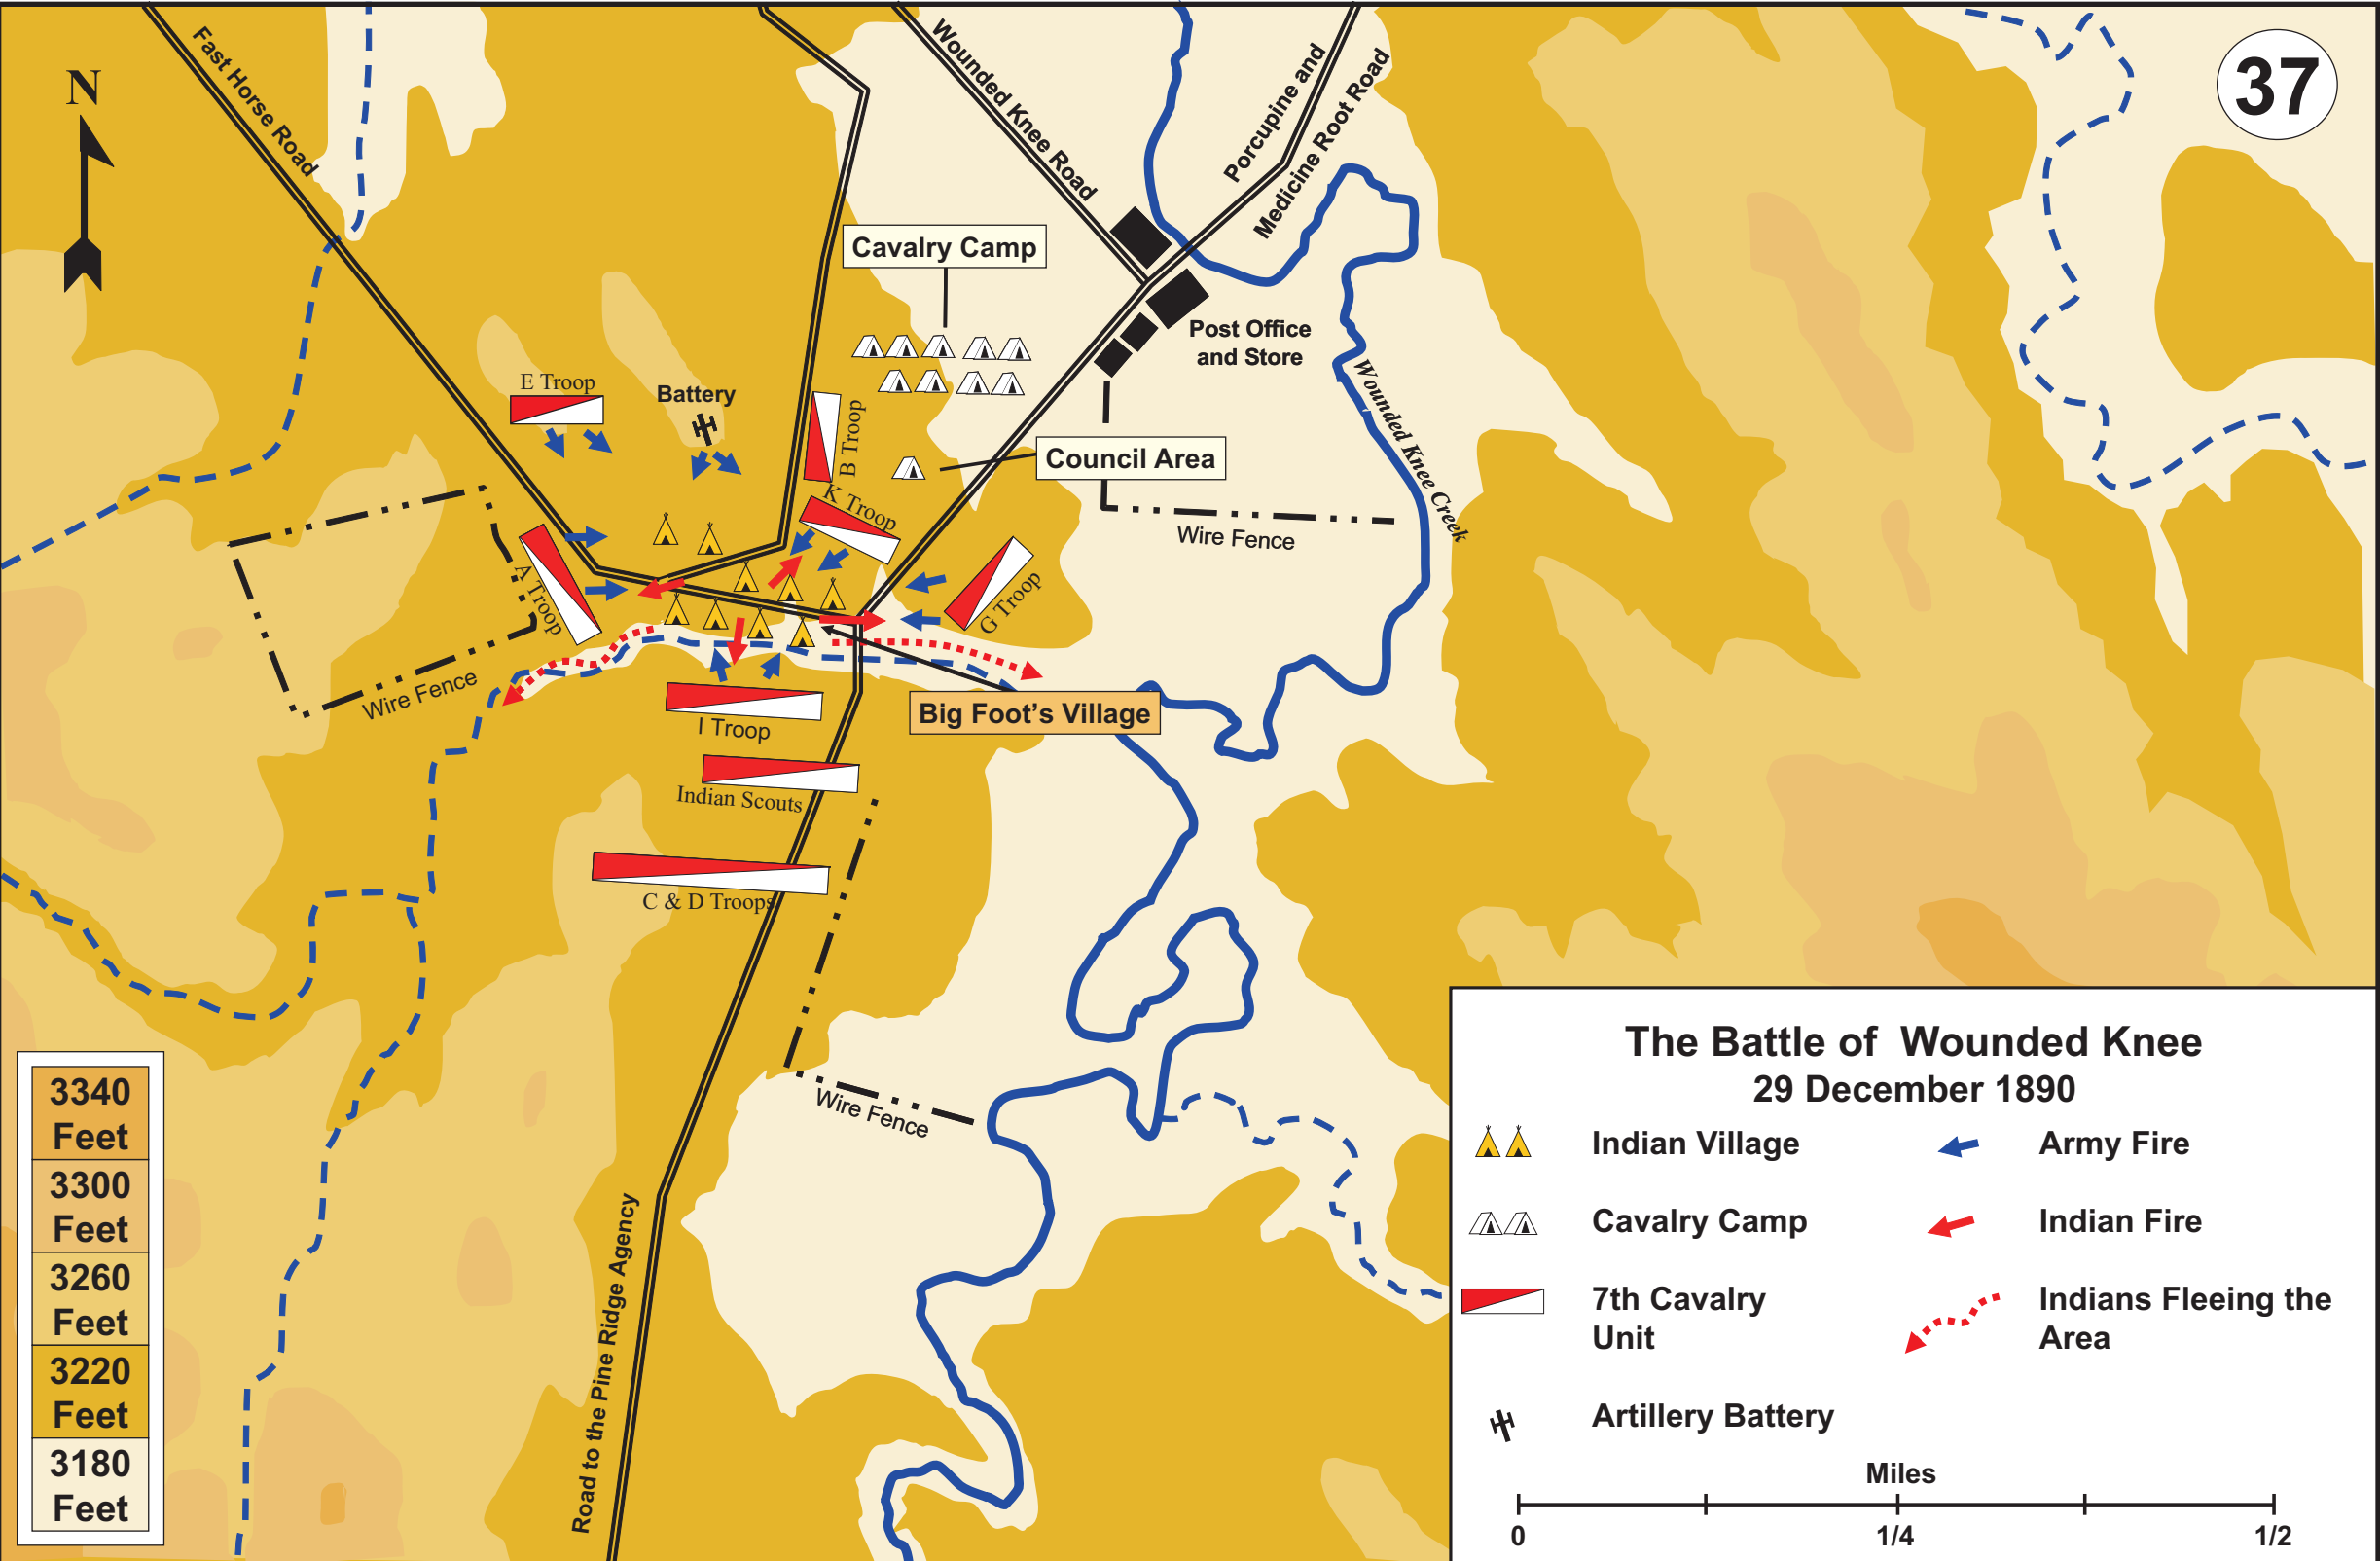 37
N
Fast Horse Road
Wounded Knee Road
Porcupine and
Medicine Root Road
Cavalry Camp
Post Office
and Store
E Troop
Battery
B Troop
Council Area
K Troop
Wounded Knee Creek
Wire Fence
A Troop
G Troop
Wire Fence
Big Foot’s Village
I Troop
Indian Scouts
C & D Troops
Wire Fence
Road to the Pine Ridge Agency
3340
Feet
3300
Feet
3260
Feet
3220
Feet
3180
Feet
The Battle of Wounded Knee
29 December 1890
Indian Village
Army Fire
Cavalry Camp
Indian Fire
7th Cavalry
Unit
Indians Fleeing the
Area
Artillery Battery
Miles
0
1/4
1/2